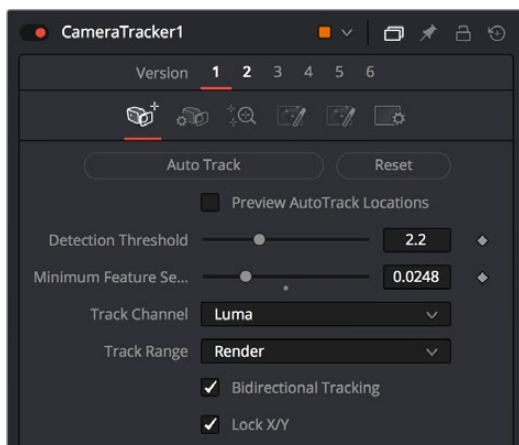 CameraTracker1
Version 1 2 3 4 5 6
Auto Track Reset
Preview AutoTrack Locations
Detection Threshold 2.2
Minimum Feature Se... 0.0248
Track Channel Luma
Track Range Render
Bidirectional Tracking
Lock X/Y